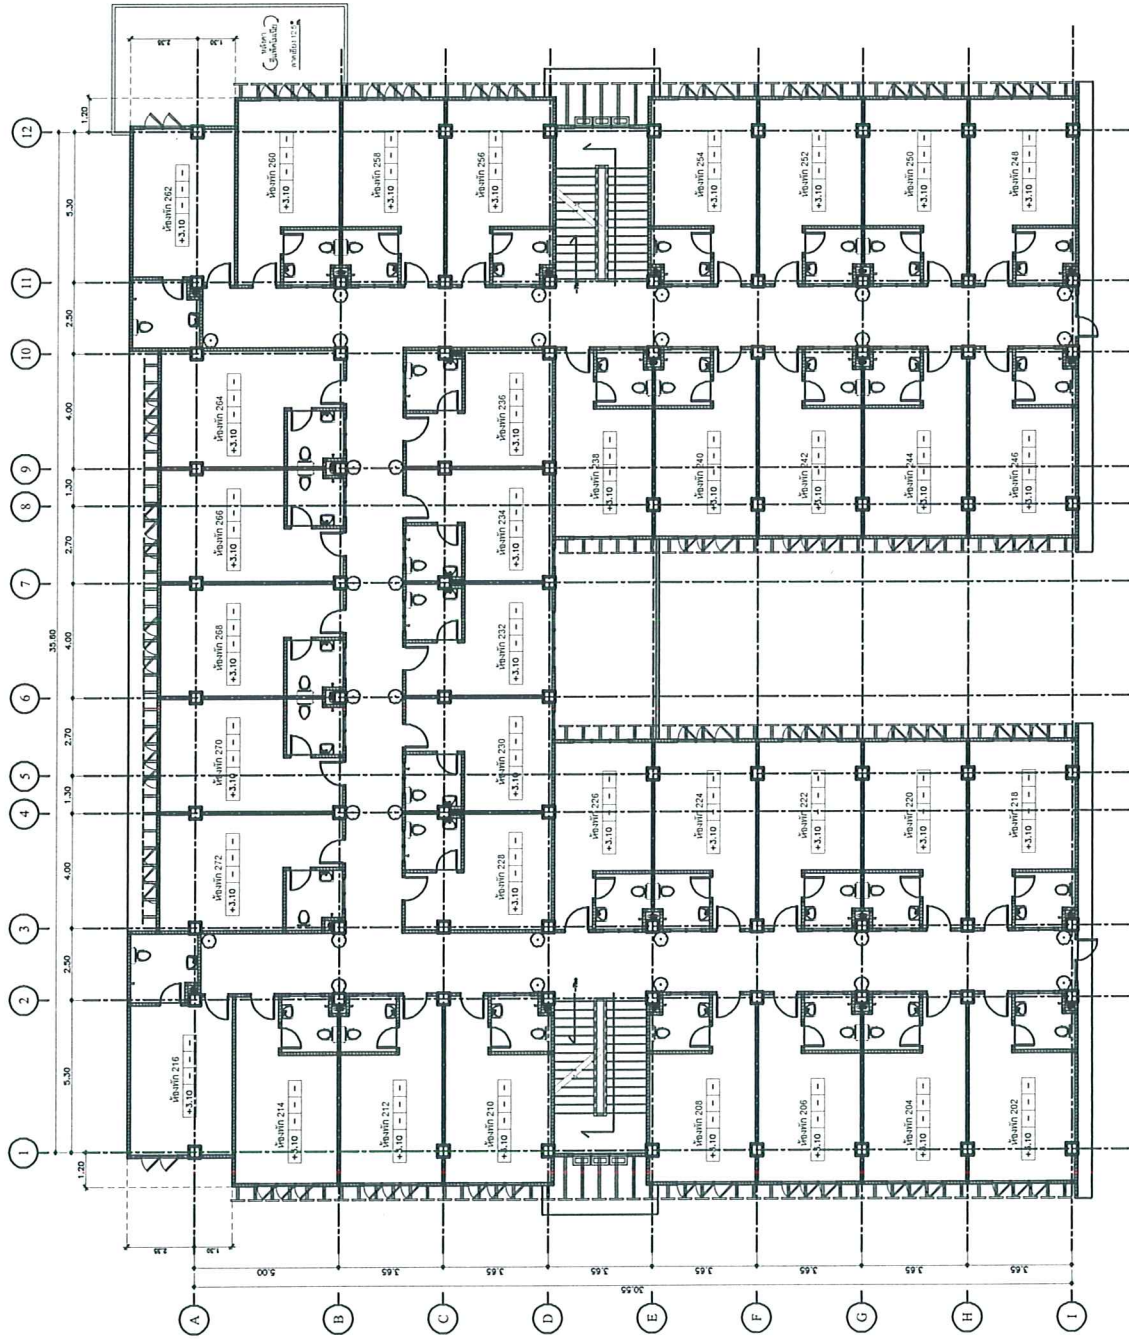 12
11
10
9
8
7
6
5
4
3
2
1
A
B
C
D
E
F
G
H
I
1.20
5.30
2.50
4.00
1.30
2.70
4.00
2.70
1.30
4.00
2.50
5.30
1.20
35.60
2.35
1.30
2.35
1.30
5.00
3.65
3.65
3.65
3.65
3.65
3.65
3.65
30.55
ห้องพัก 262
+3.10 - - -
ห้องพัก 260
+3.10 - - -
ห้องพัก 258
+3.10 - - -
ห้องพัก 256
+3.10 - - -
ห้องพัก 254
+3.10 - - -
ห้องพัก 252
+3.10 - - -
ห้องพัก 250
+3.10 - - -
ห้องพัก 248
+3.10 - - -
ห้องพัก 264
+3.10 - - -
ห้องพัก 236
+3.10 - - -
ห้องพัก 238
+3.10 - - -
ห้องพัก 240
+3.10 - - -
ห้องพัก 242
+3.10 - - -
ห้องพัก 244
+3.10 - - -
ห้องพัก 246
+3.10 - - -
ห้องพัก 266
+3.10 - - -
ห้องพัก 234
+3.10 - - -
ห้องพัก 268
+3.10 - - -
ห้องพัก 232
+3.10 - - -
ห้องพัก 270
+3.10 - - -
ห้องพัก 230
+3.10 - - -
ห้องพัก 272
+3.10 - - -
ห้องพัก 228
+3.10 - - -
ห้องพัก 226
+3.10 - - -
ห้องพัก 224
+3.10 - - -
ห้องพัก 222
+3.10 - - -
ห้องพัก 220
+3.10 - - -
ห้องพัก 218
+3.10 - - -
ห้องพัก 216
+3.10 - - -
ห้องพัก 214
+3.10 - - -
ห้องพัก 212
+3.10 - - -
ห้องพัก 210
+3.10 - - -
ห้องพัก 208
+3.10 - - -
ห้องพัก 206
+3.10 - - -
ห้องพัก 204
+3.10 - - -
ห้องพัก 202
+3.10 - - -